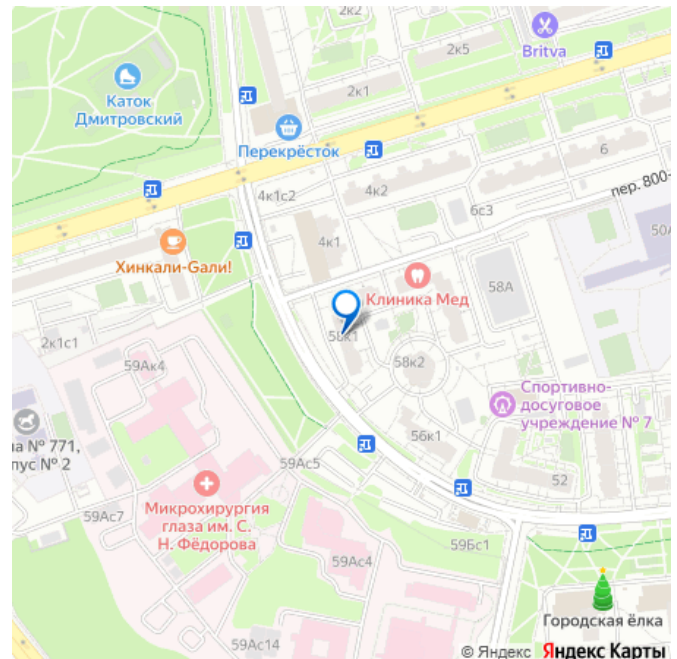 2к2
Britva
2к5
Каток
Дмитровский
2к1
Перекрёсток
6
4к1с2
4к2
пер. 800-
6с3
50А
4к1
Хинкали-Gали!
Клиника Мед
58А
58к1
2к1с1
59Ак4
58к2
Спортивно-
досуговое
учреждение № 7
а № 771,
пус № 2
56к1
59Ас5
52
Микрохирургия
глаза им. С.
Н. Фёдорова
59Ас7
59Бс1
59Ас4
Городская ёлка
59Ас14
© Яндекс Яндекс Карты